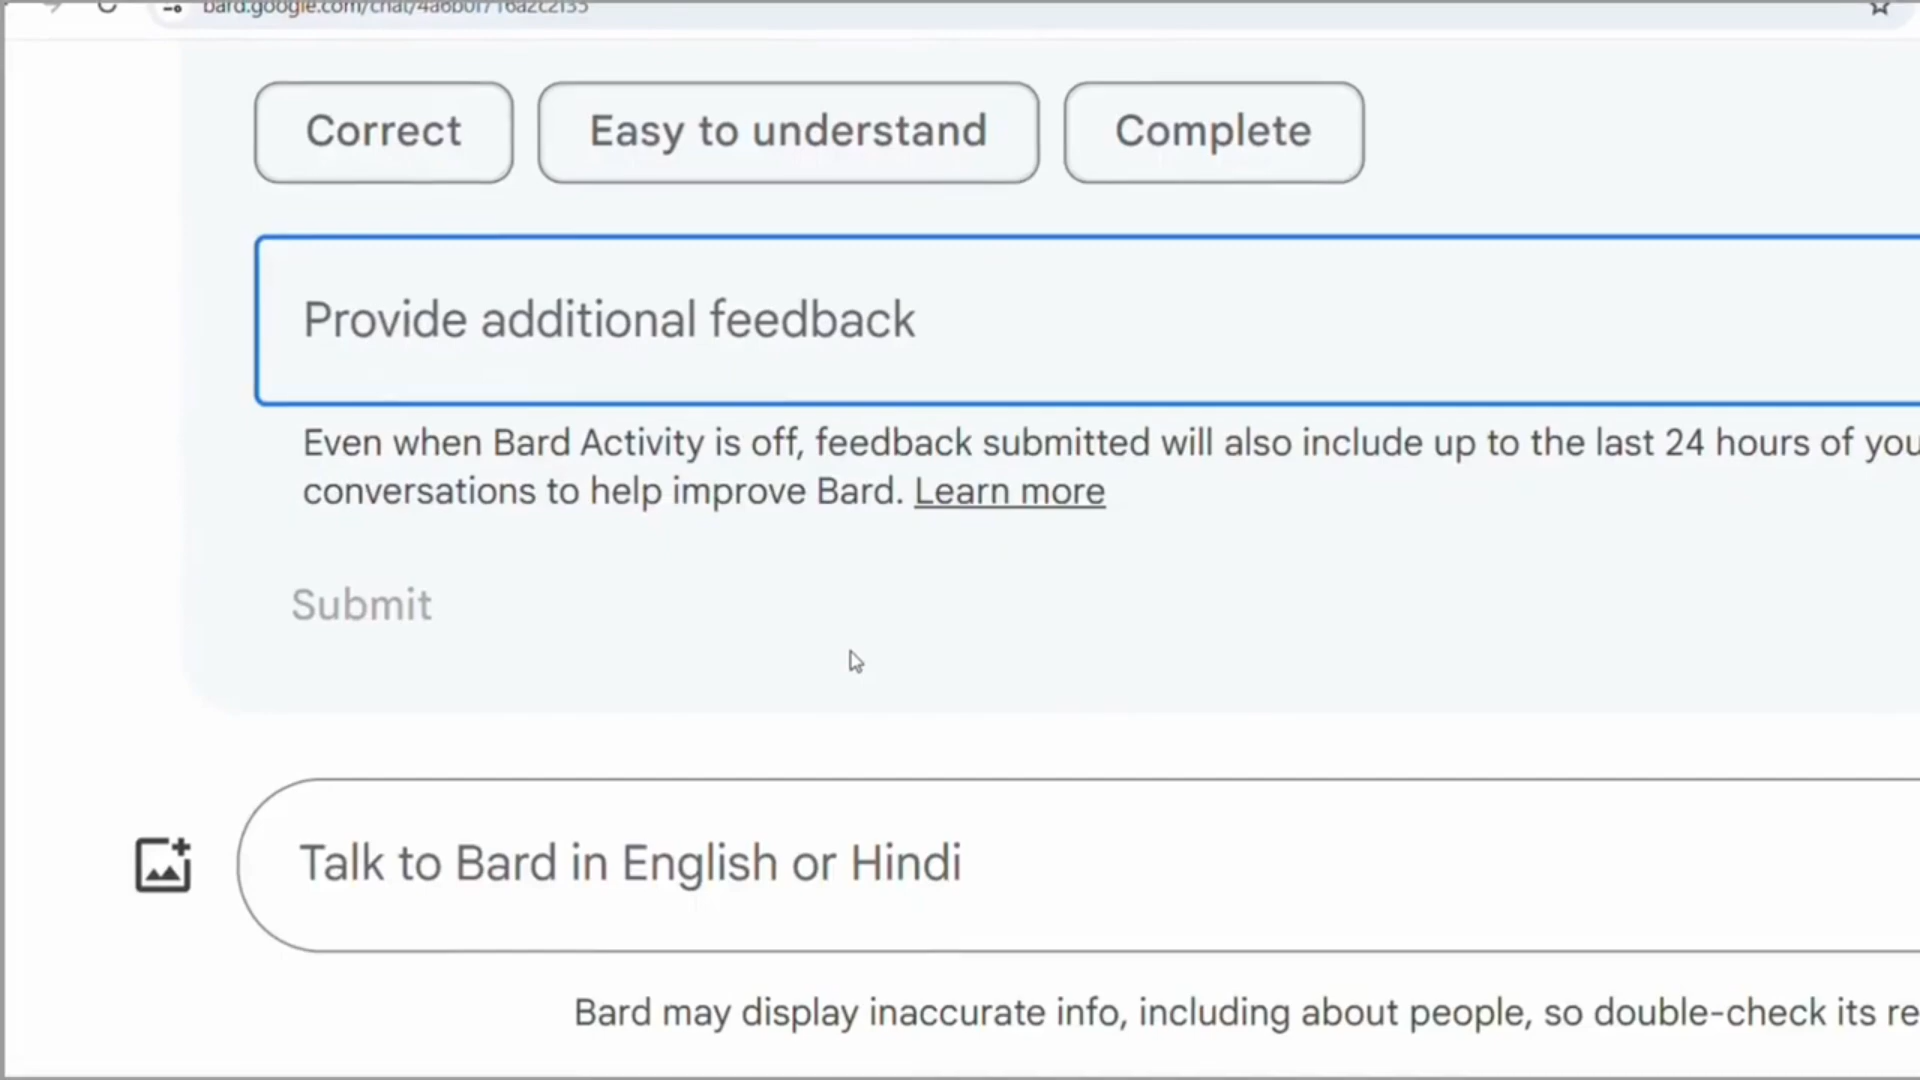 Correct Easy to understand Complete
Provide additional feedback
Even when Bard Activity is off, feedback submitted will also include up to the last 24 hours of you
conversations to help improve Bard. Learn more
Submit
Talk to Bard in English or Hindi
Bard may display inaccurate info, including about people, so double-check its re